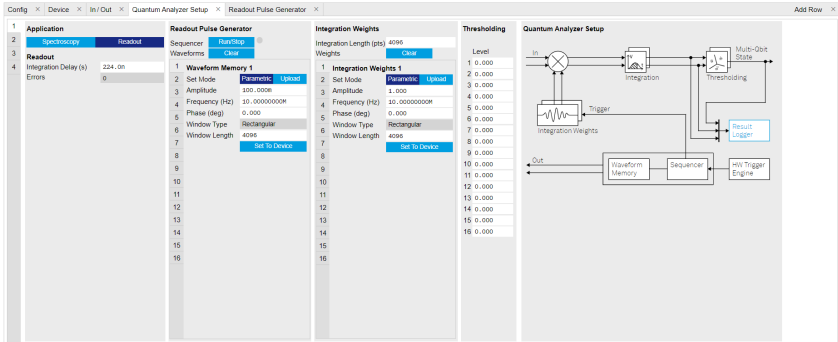 Config × Device × In / Out × Quantum Analyzer Setup × Readout Pulse Generator × Add Row ×
1
2
3
4
Application
Spectroscopy Readout
Readout
Integration Delay (s) 224.0n
Errors 0
Readout Pulse Generator
Sequencer Run/Stop
Waveforms Clear
1
2
3
4
5
6
7
8
9
10
11
12
13
14
15
16
Waveform Memory 1
Set Mode Parametric Upload
Amplitude 100.000m
Frequency (Hz) 10.00000000M
Phase (deg) 0.000
Window Type Rectangular
Window Length 4096
Set To Device
Integration Weights
Integration Length (pts) 4096
Weights Clear
1
2
3
4
5
6
7
8
9
10
11
12
13
14
15
16
Integration Weights 1
Set Mode Parametric Upload
Amplitude 1.000
Frequency (Hz) 10.00000000M
Phase (deg) 0.000
Window Type Rectangular
Window Length 4096
Set To Device
Thresholding
Level
1 0.000
2 0.000
3 0.000
4 0.000
5 0.000
6 0.000
7 0.000
8 0.000
9 0.000
10 0.000
11 0.000
12 0.000
13 0.000
14 0.000
15 0.000
16 0.000
Quantum Analyzer Setup
In
Integration
Thresholding
Multi-Qbit
State
Integration Weights
Trigger
Result
Logger
Out
Waveform
Memory
Sequencer
HW Trigger
Engine